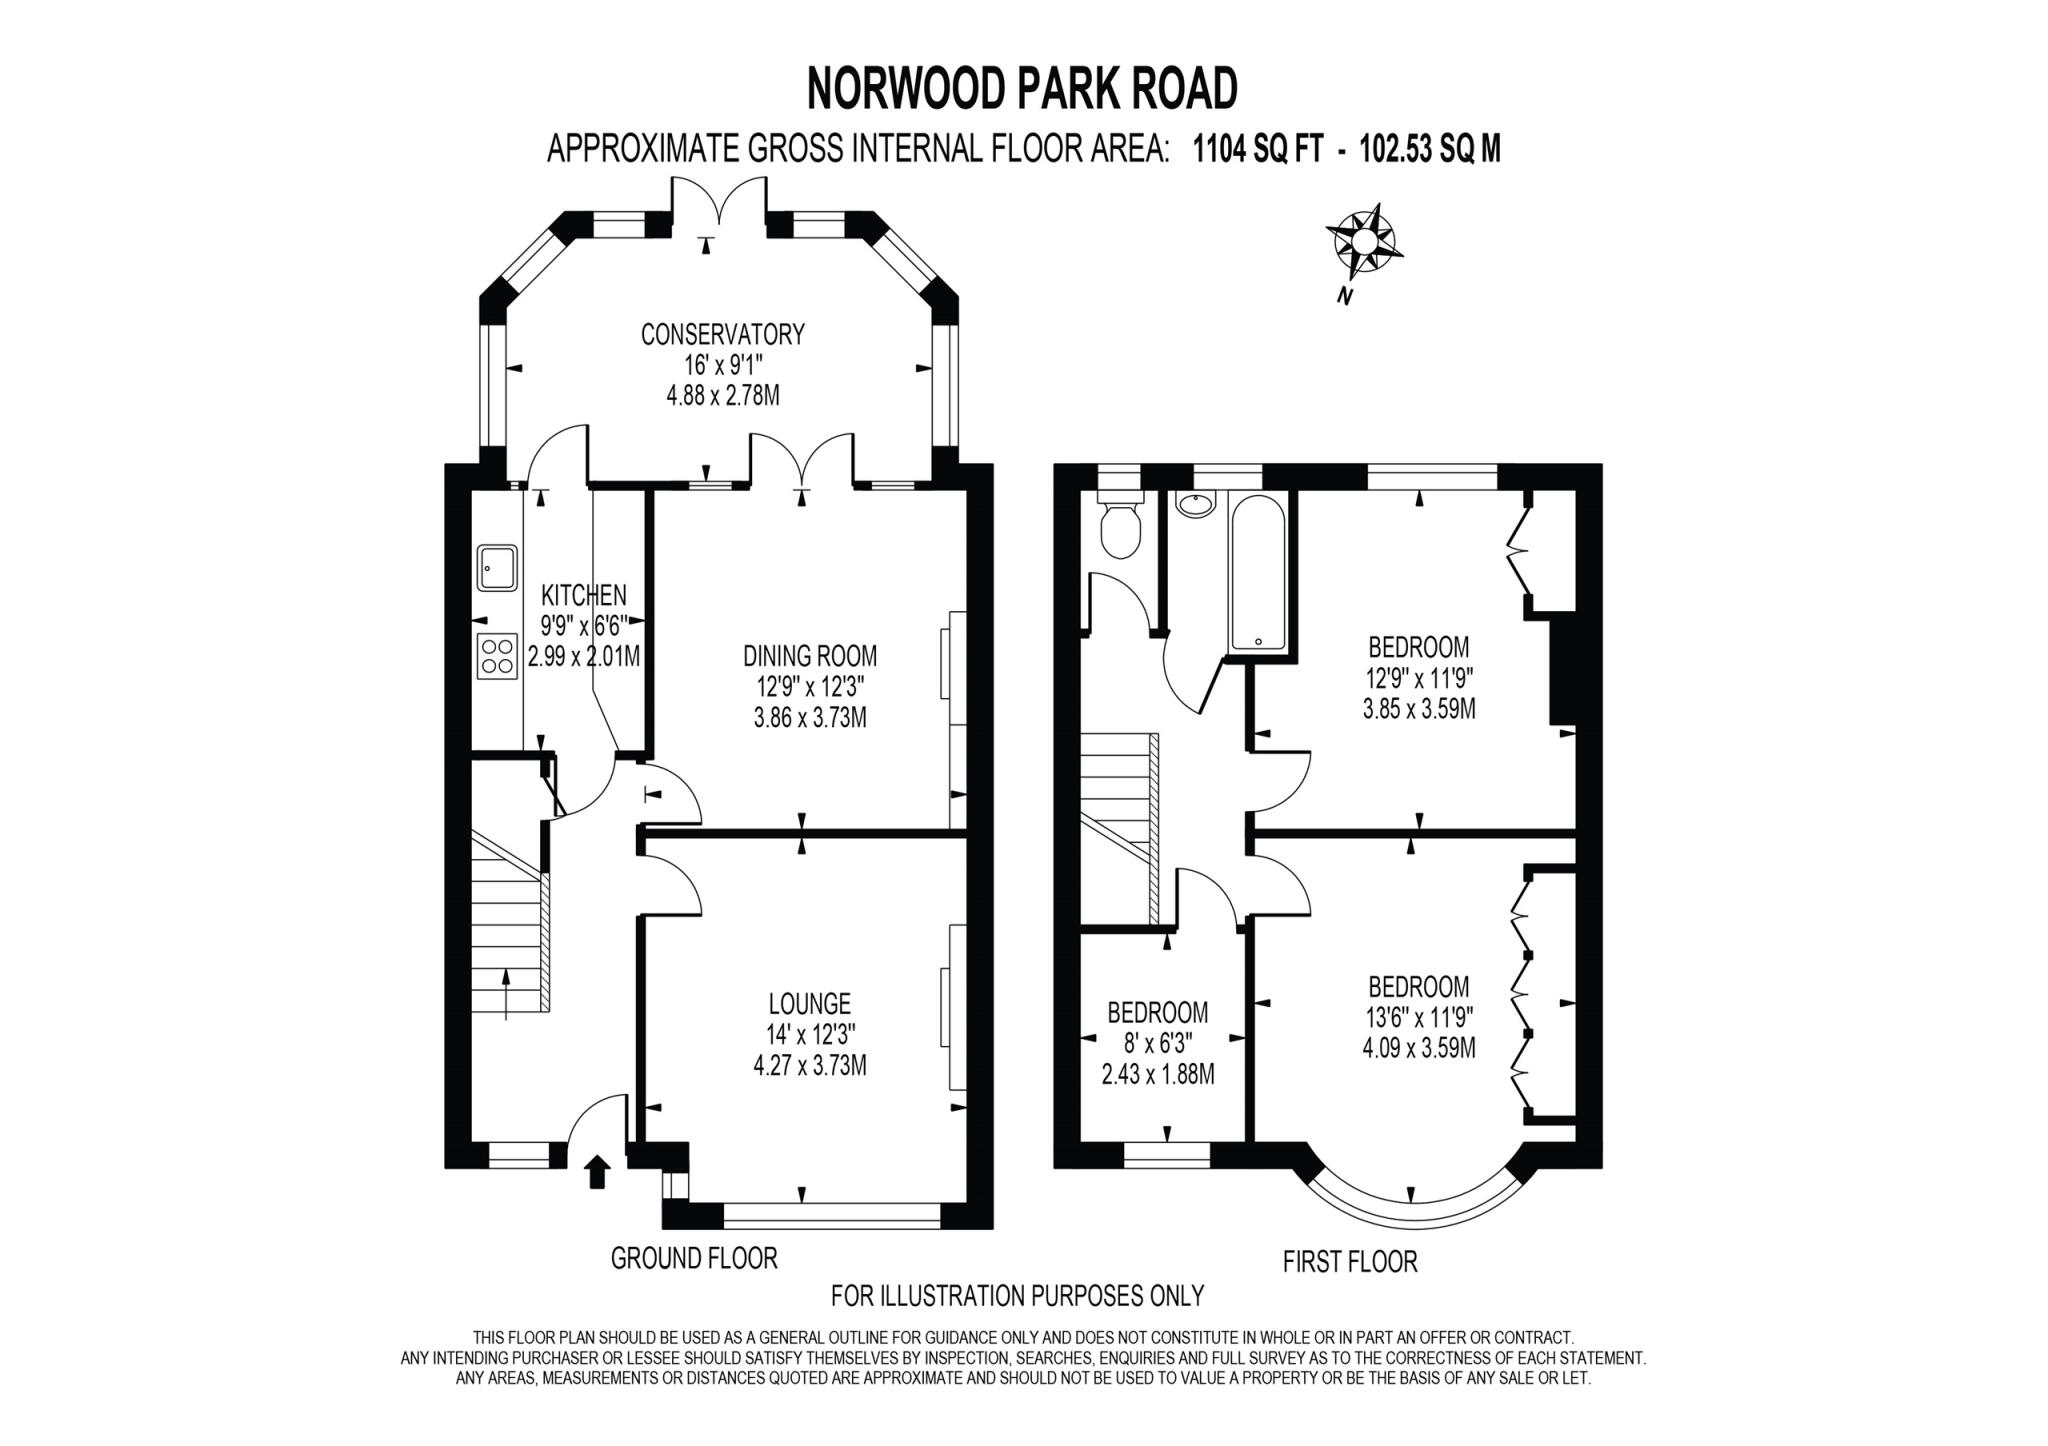 NORWOOD PARK ROAD
APPROXIMATE GROSS INTERNAL FLOOR AREA: 1104 SQ FT - 102.53 SQ M
N
CONSERVATORY
16' x 9'1"
4.88 x 2.78M
KITCHEN
9'9" x 6'6"
2.99 x 2.01M
DINING ROOM
12'9" x 12'3"
3.86 x 3.73M
LOUNGE
14' x 12'3"
4.27 x 3.73M
GROUND FLOOR
BEDROOM
12'9" x 11'9"
3.85 x 3.59M
BEDROOM
13'6" x 11'9"
4.09 x 3.59M
BEDROOM
8' x 6'3"
2.43 x 1.88M
FIRST FLOOR
FOR ILLUSTRATION PURPOSES ONLY
THIS FLOOR PLAN SHOULD BE USED AS A GENERAL OUTLINE FOR GUIDANCE ONLY AND DOES NOT CONSTITUTE IN WHOLE OR IN PART AN OFFER OR CONTRACT.
ANY INTENDING PURCHASER OR LESSEE SHOULD SATISFY THEMSELVES BY INSPECTION, SEARCHES, ENQUIRIES AND FULL SURVEY AS TO THE CORRECTNESS OF EACH STATEMENT.
ANY AREAS, MEASUREMENTS OR DISTANCES QUOTED ARE APPROXIMATE AND SHOULD NOT BE USED TO VALUE A PROPERTY OR BE THE BASIS OF ANY SALE OR LET.